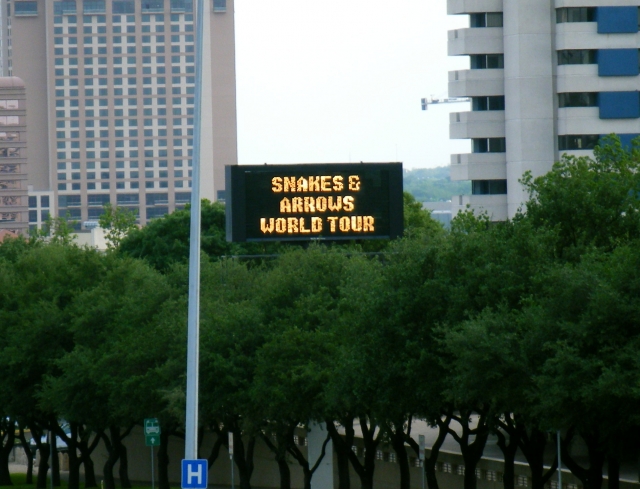 SNAKES &
ARROWS
WORLD TOUR
H